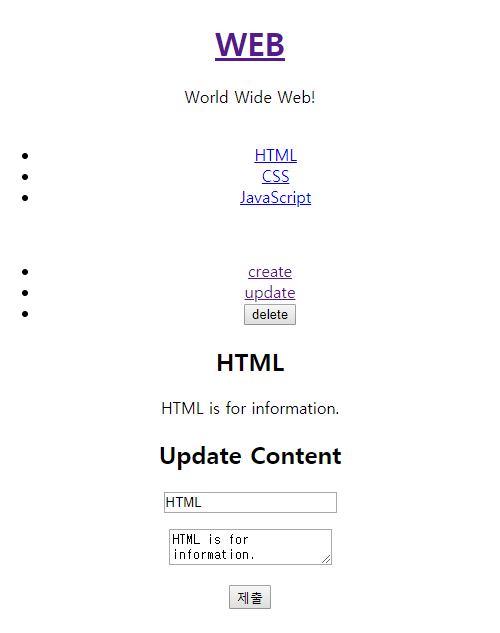 WEB
World Wide Web!
HTML
CSS
JavaScript
create
update
delete
HTML
HTML is for information.
Update Content
HTML
HTML is for
information.
제출